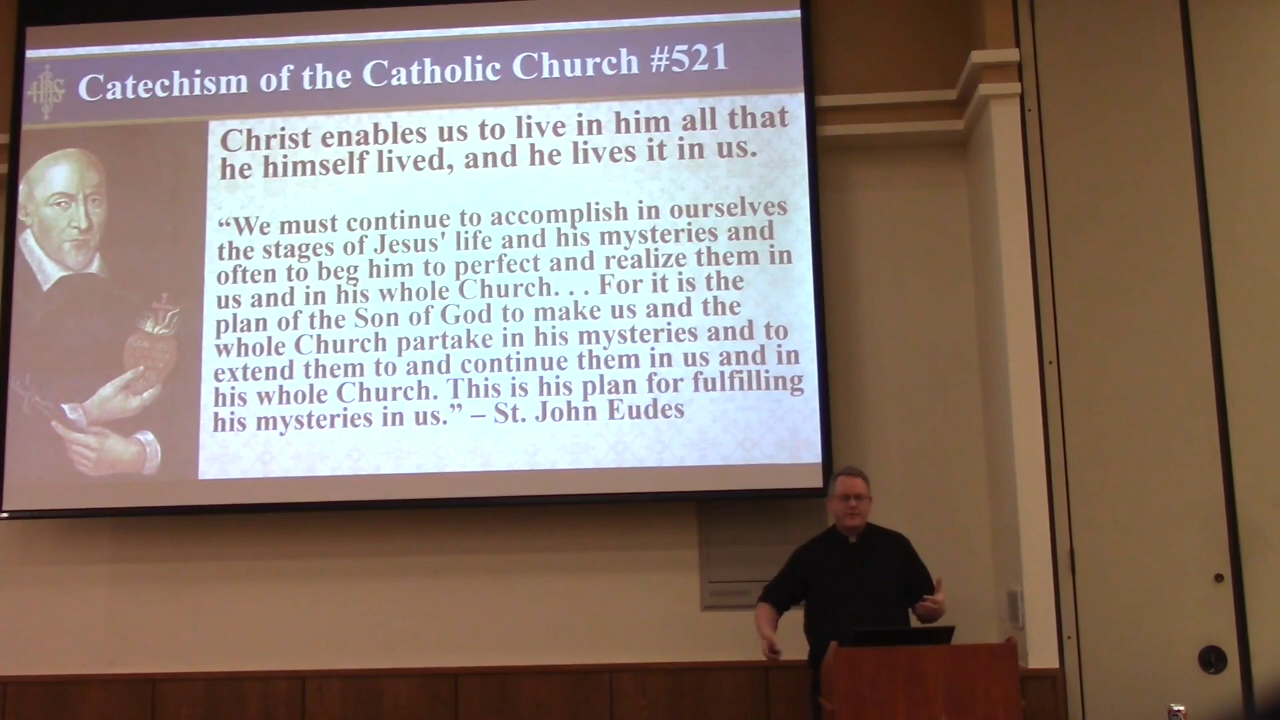 Catechism of the Catholic Church #521
IHS
Christ enables us to live in him all that
he himself lived, and he lives it in us.
“We must continue to accomplish in ourselves
the stages of Jesus' life and his mysteries and
often to beg him to perfect and realize them in
us and in his whole Church. . . For it is the
plan of the Son of God to make us and the
whole Church partake in his mysteries and to
extend them to and continue them in us and in
his whole Church. This is his plan for fulfilling
his mysteries in us.” – St. John Eudes